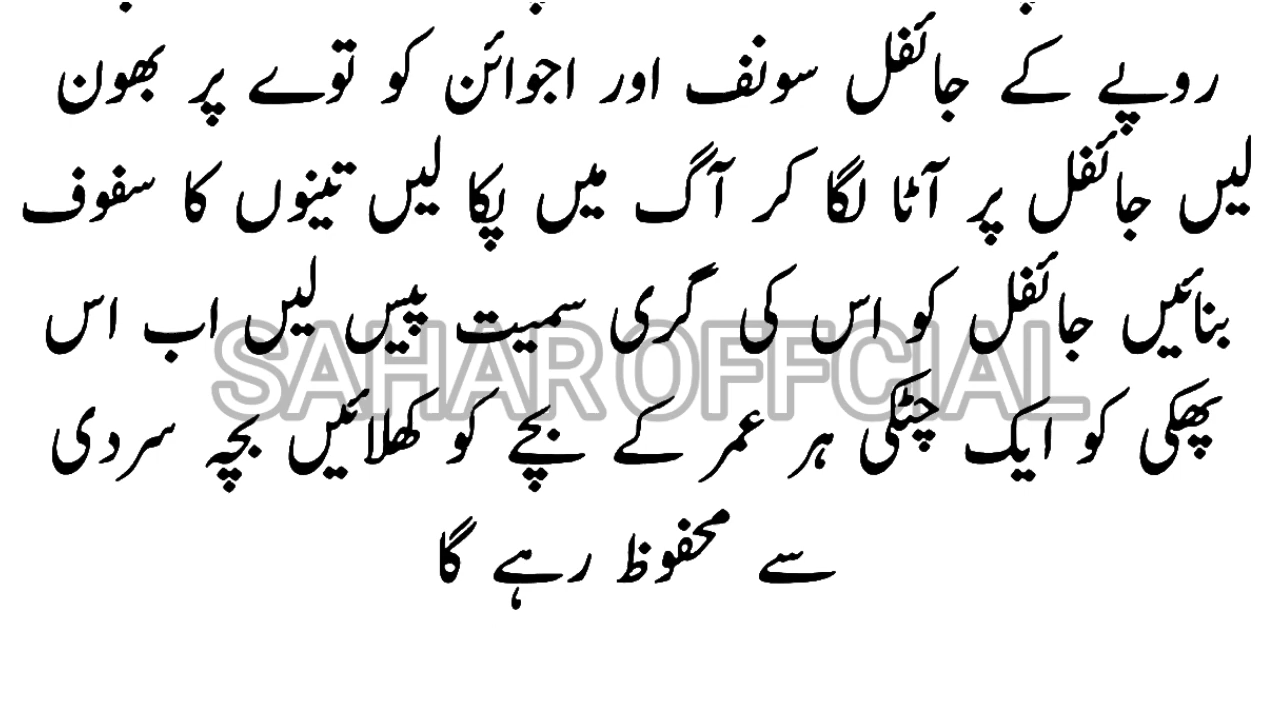 روپے کے جائفل سونف اور اجوائن کو توے پر بھون
لیں جائفل پر آٹا لگا کر آگ میں پکا لیں تینوں کا سفوف
بنائیں جائفل کو اس کی گری سمیت پیس لیں اب اس
SAHAR OFFCIAL
پھکی کو ایک چٹکی ہر عمر کے بچے کو کھلائیں بچہ سردی
سے محفوظ رہے گا